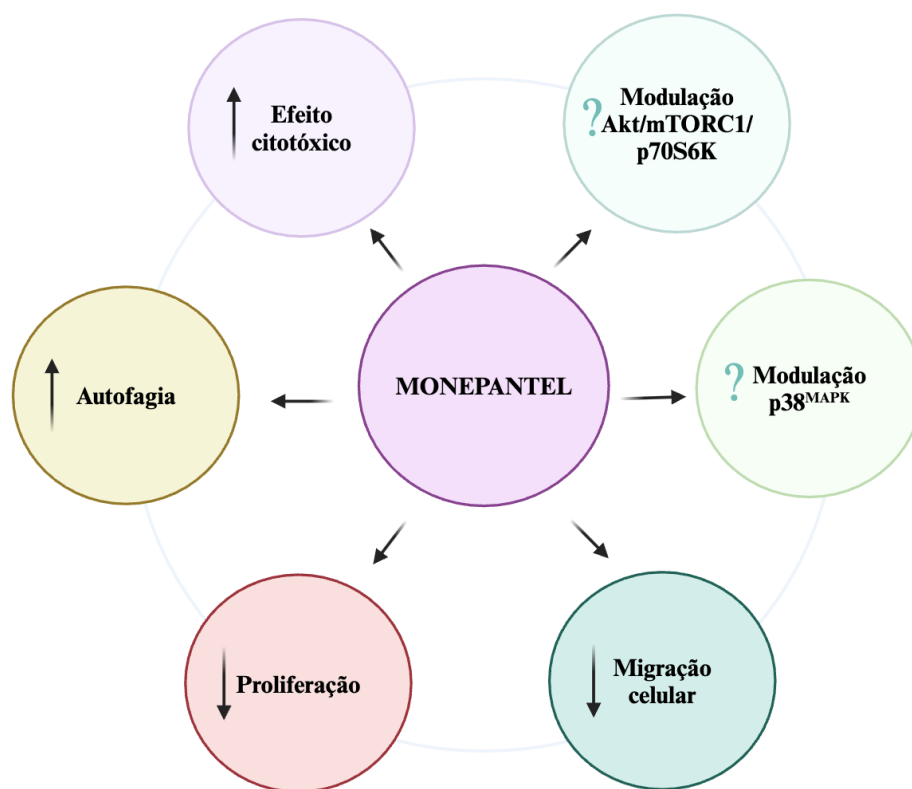 Efeito
citotóxico
? Modulação
Akt/mTORC1/
p70S6K
Autofagia
MONEPANTEL
? Modulação
p38ᴹᴬᴾᴷ
Proliferação
Migração
celular